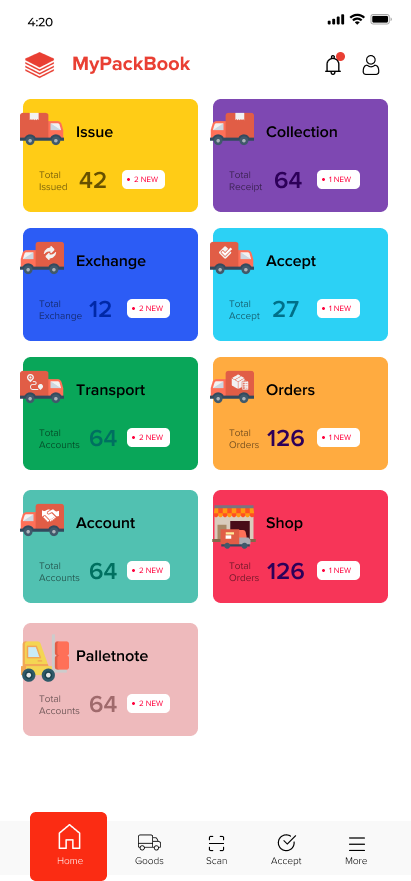 4:20
MyPackBook
Issue
Total
Issued
42
2 NEW
Collection
Total
Receipt
64
1 NEW
Exchange
Total
Exchange
12
2 NEW
Accept
Total
Accept
27
1 NEW
Transport
Total
Accounts
64
2 NEW
Orders
Total
Orders
126
1 NEW
Account
Total
Accounts
64
2 NEW
Shop
Total
Orders
126
1 NEW
Palletnote
Total
Accounts
64
2 NEW
Home
Goods
Scan
Accept
More